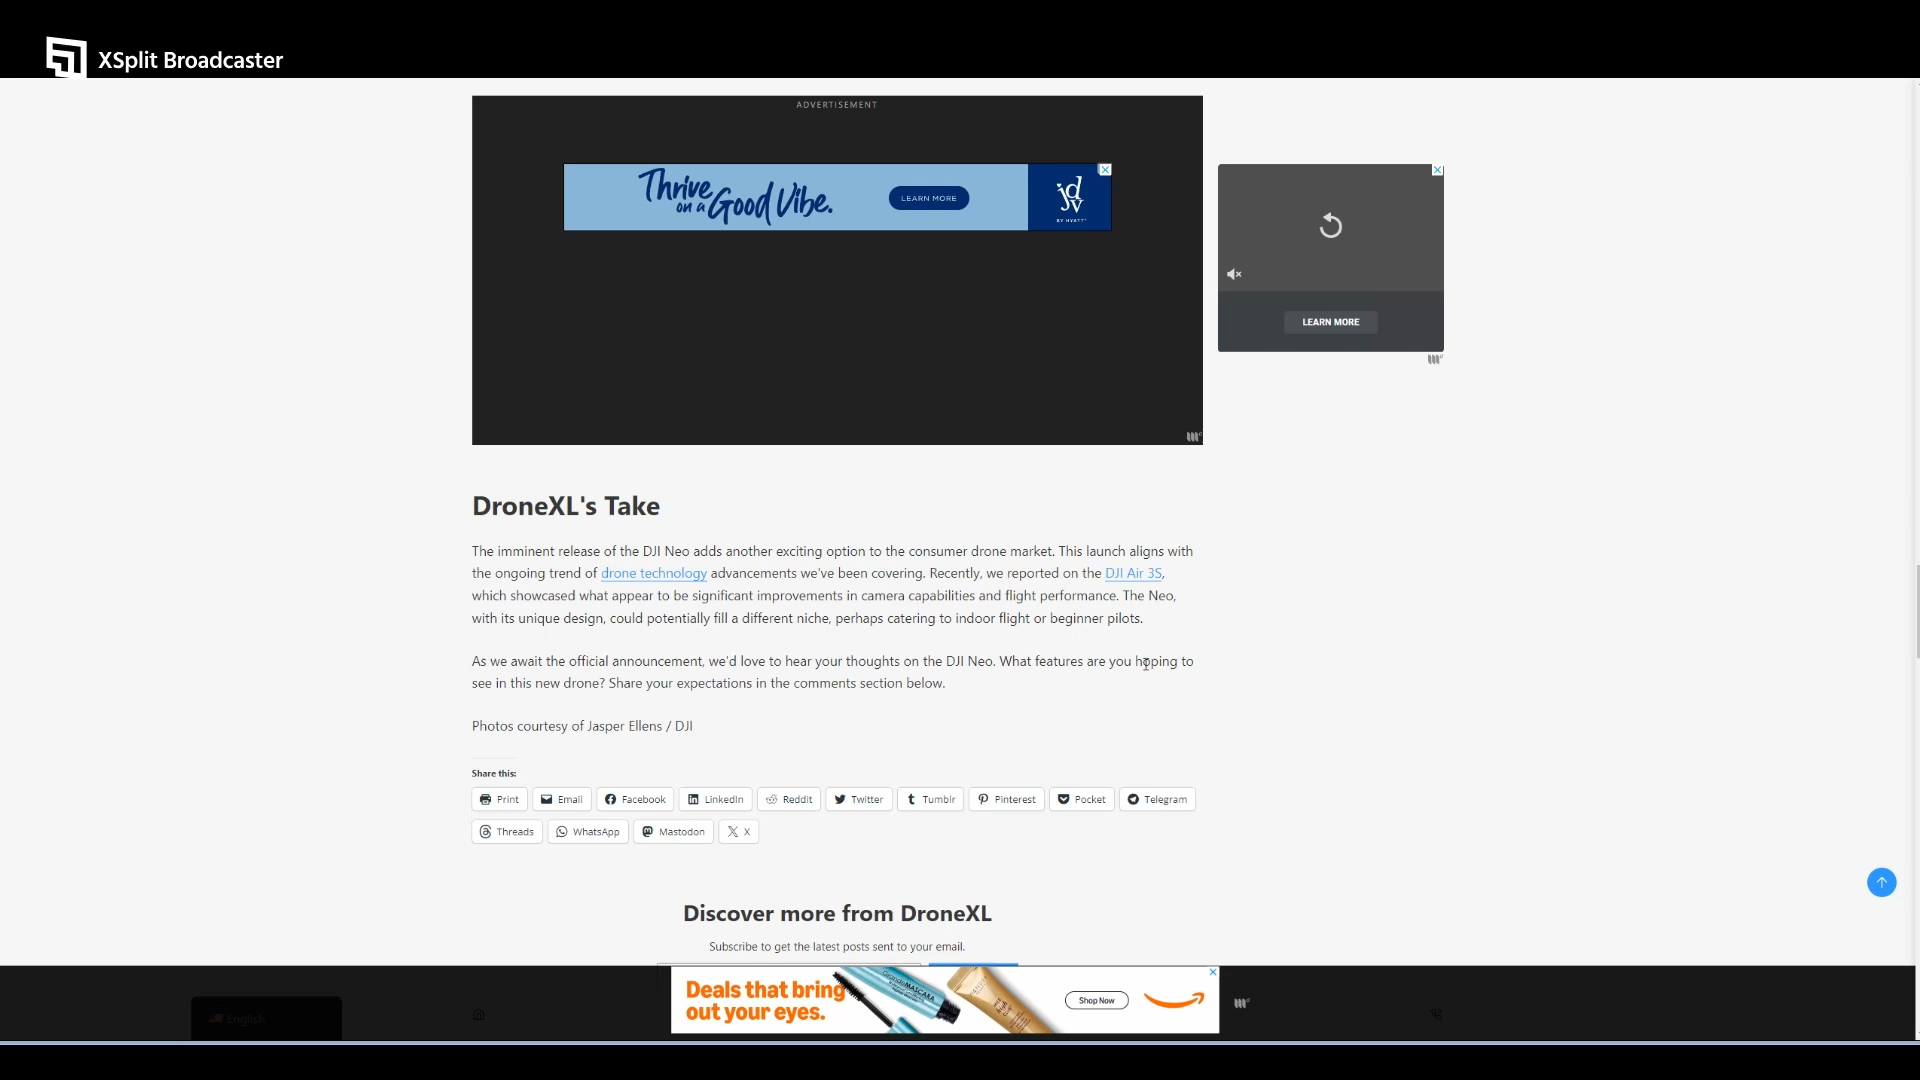 XSplit Broadcaster
ADVERTISEMENT
Thrive
on a Good Vibe.
LEARN MORE
jdv
BY HYATT
LEARN MORE
DroneXL's Take
The imminent release of the DJI Neo adds another exciting option to the consumer drone market. This launch aligns with
the ongoing trend of drone technology advancements we've been covering. Recently, we reported on the DJI Air 3S,
which showcased what appear to be significant improvements in camera capabilities and flight performance. The Neo,
with its unique design, could potentially fill a different niche, perhaps catering to indoor flight or beginner pilots.
As we await the official announcement, we'd love to hear your thoughts on the DJI Neo. What features are you hoping to
see in this new drone? Share your expectations in the comments section below.
Photos courtesy of Jasper Ellens / DJI
Share this:
Print Email Facebook LinkedIn Reddit Twitter Tumblr Pinterest Pocket Telegram
Threads WhatsApp Mastodon X
Discover more from DroneXL
Subscribe to get the latest posts sent to your email.
Deals that bring
out your eyes.
Shop Now
English